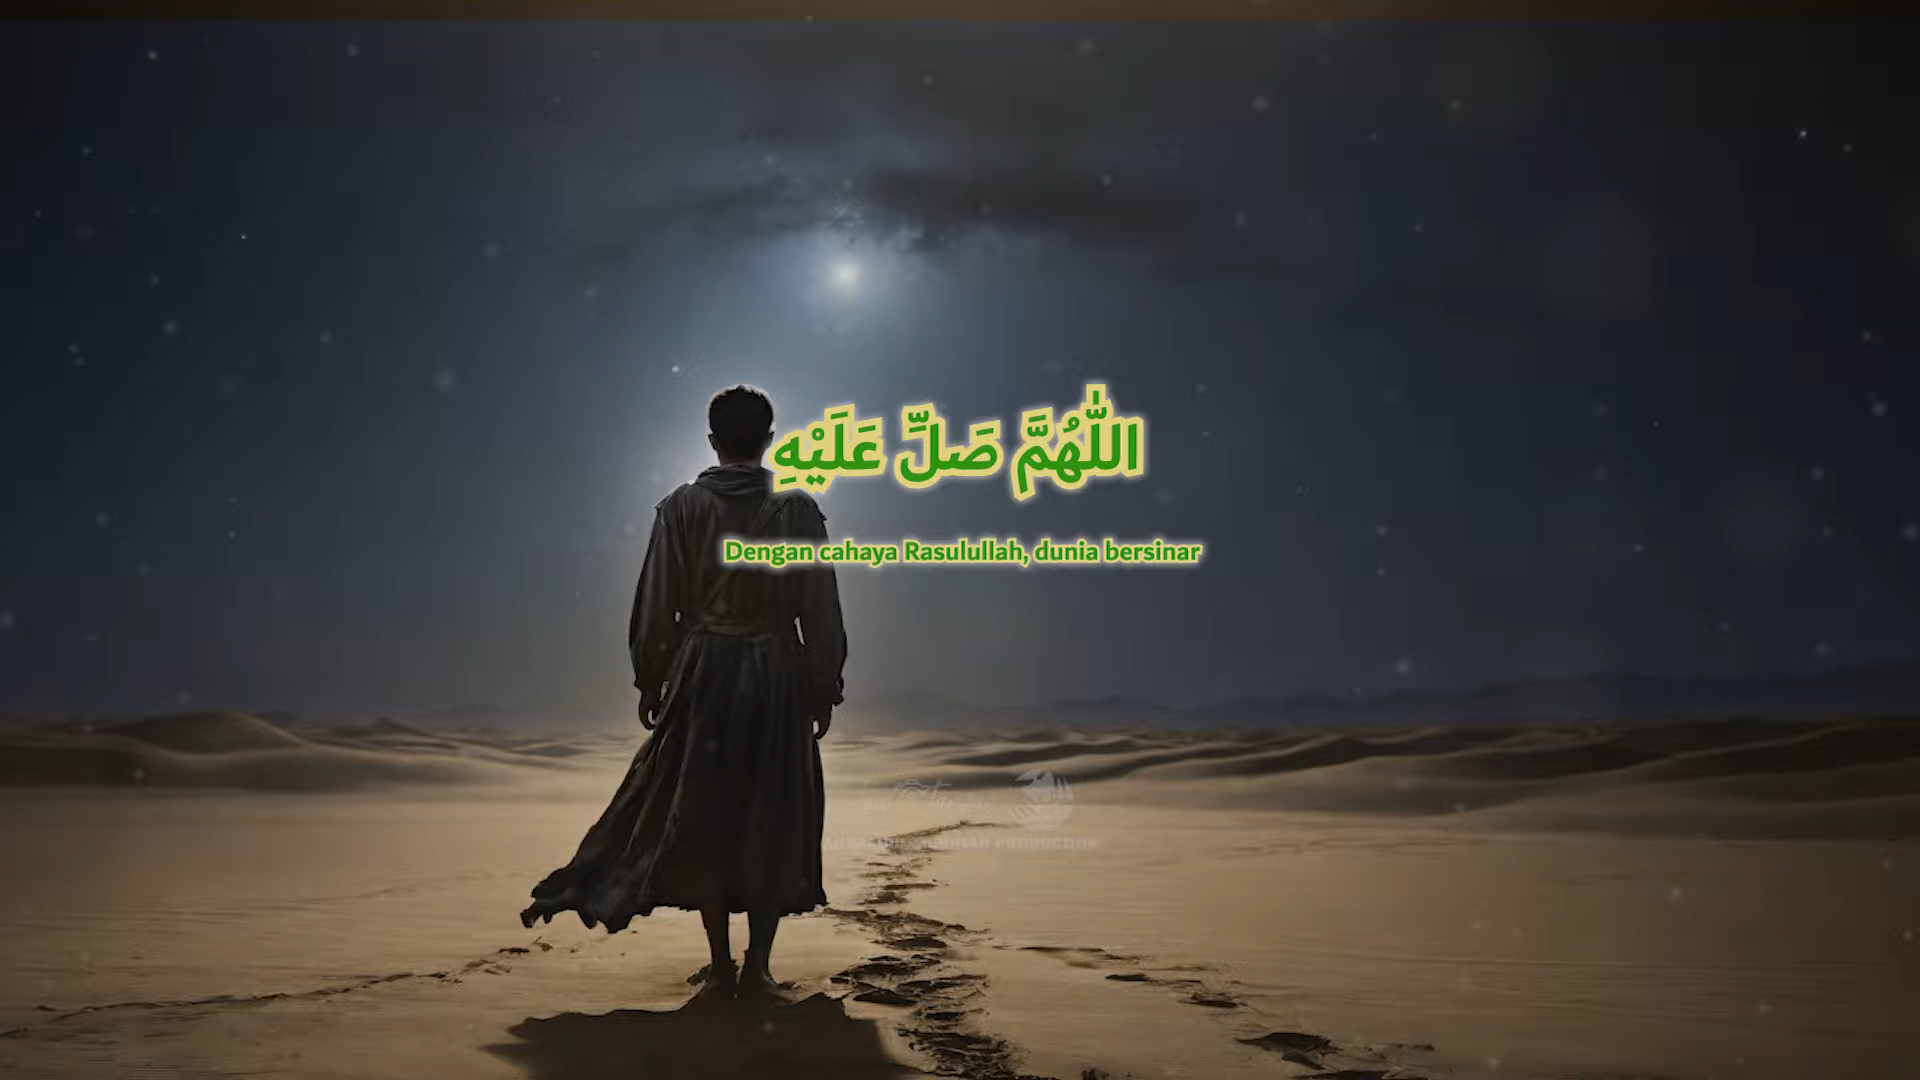 اللّٰهُمَّ صَلِّ عَلَيْهِ
Dengan cahaya Rasulullah, dunia bersinar